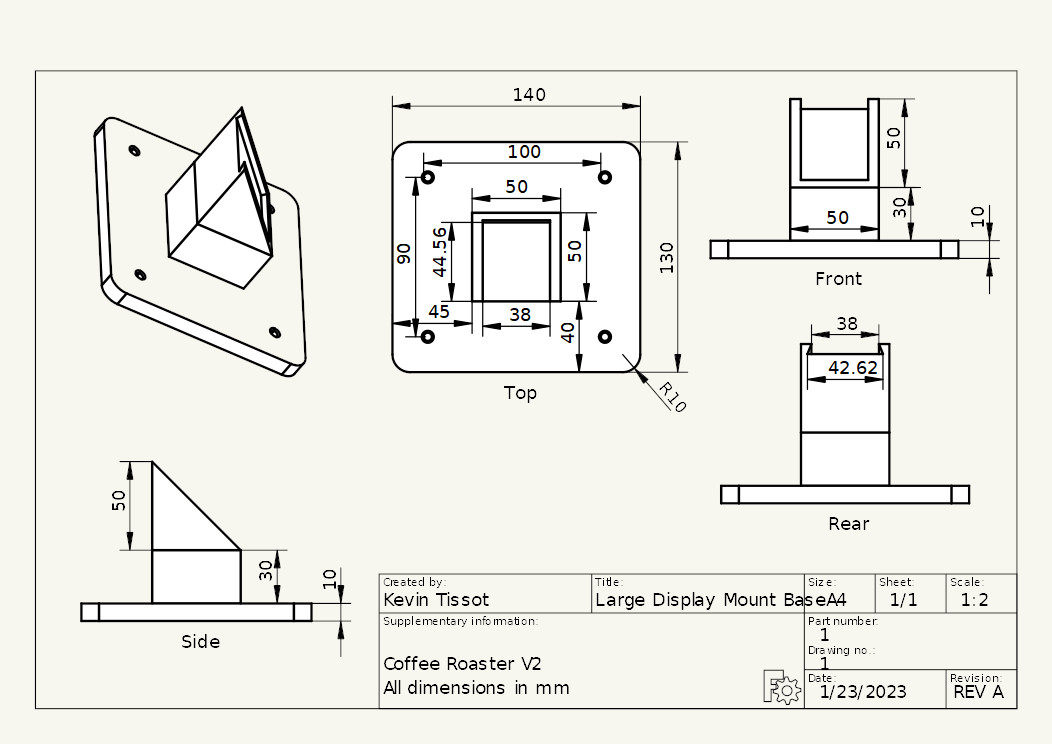 140
100
50
90
44.56
50
130
45
38
40
R10
Top
50
50
30
10
Front
38
42.62
Rear
50
30
10
Side
Created by:
Kevin Tissot
Title:
Large Display Mount Base
Size:
A4
Sheet:
1/1
Scale:
1:2
Supplementary information:
Coffee Roaster V2
All dimensions in mm
Part number:
1
Drawing no.:
1
Date:
1/23/2023
Revision:
REV A